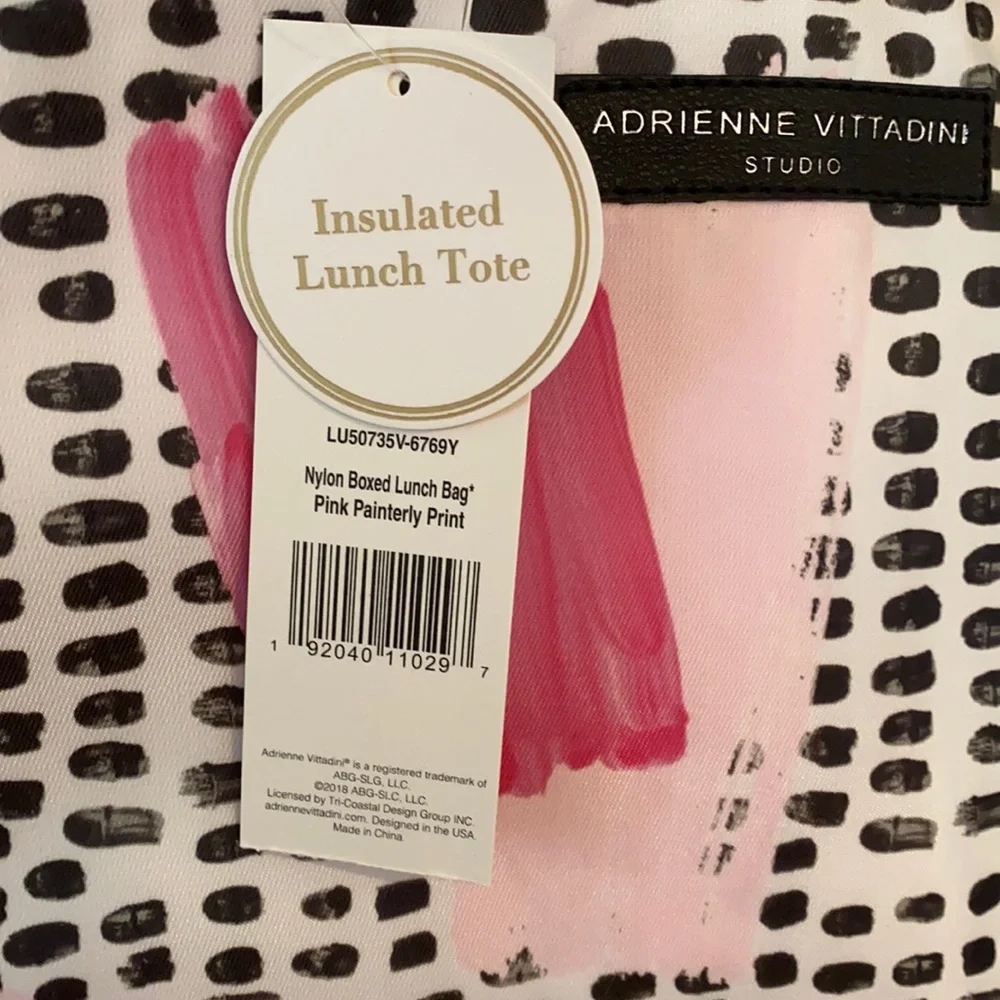 ADRIENNE VITTADINI
STUDIO
Insulated
Lunch Tote
LU50735V-6769Y
Nylon Boxed Lunch Bag*
Pink Painterly Print
1 92040 11029 7
Adrienne Vittadini® is a registered trademark of
ABG-SLG, LLC.
©2018 ABG-SLC, LLC.
Licensed by Tri-Coastal Design Group INC.
adriennevittadini.com. Designed in the USA.
Made in China